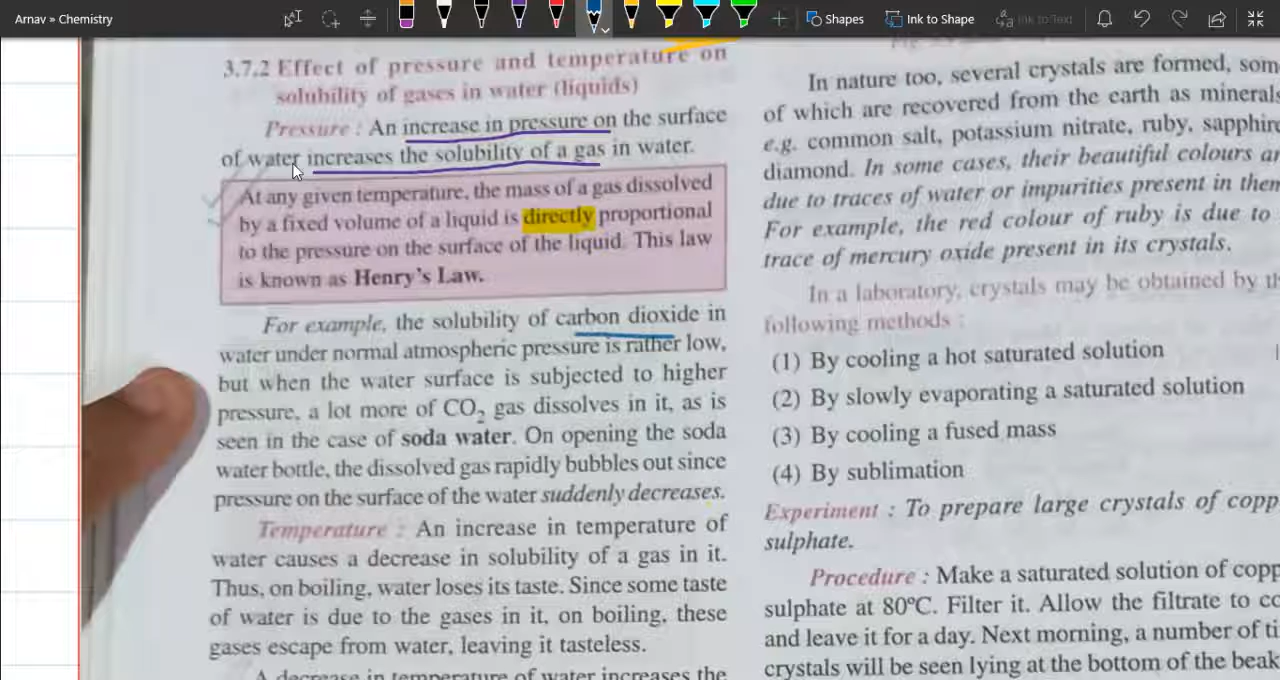 Arnav » Chemistry
Shapes
Ink to Shape
Ink to Text
3.7.2 Effect of pressure and temperature on
solubility of gases in water (liquids)
Pressure : An increase in pressure on the surface
of water increases the solubility of a gas in water.
At any given temperature, the mass of a gas dissolved
by a fixed volume of a liquid is directly proportional
to the pressure on the surface of the liquid. This law
is known as Henry's Law.
For example, the solubility of carbon dioxide in
water under normal atmospheric pressure is rather low,
but when the water surface is subjected to higher
pressure, a lot more of CO₂ gas dissolves in it, as is
seen in the case of soda water. On opening the soda
water bottle, the dissolved gas rapidly bubbles out since
pressure on the surface of the water suddenly decreases.
Temperature : An increase in temperature of
water causes a decrease in solubility of a gas in it.
Thus, on boiling, water loses its taste. Since some taste
of water is due to the gases in it, on boiling, these
gases escape from water, leaving it tasteless.
A decrease in temperature of water increases the
In nature too, several crystals are formed, som
of which are recovered from the earth as minerals
e.g. common salt, potassium nitrate, ruby, sapphire
diamond. In some cases, their beautiful colours ar
due to traces of water or impurities present in them
For example, the red colour of ruby is due to
trace of mercury oxide present in its crystals.
In a laboratory, crystals may be obtained by th
following methods :
(1) By cooling a hot saturated solution
(2) By slowly evaporating a saturated solution
(3) By cooling a fused mass
(4) By sublimation
Experiment : To prepare large crystals of copp
sulphate.
Procedure : Make a saturated solution of copp
sulphate at 80°C. Filter it. Allow the filtrate to co
and leave it for a day. Next morning, a number of ti
crystals will be seen lying at the bottom of the beak